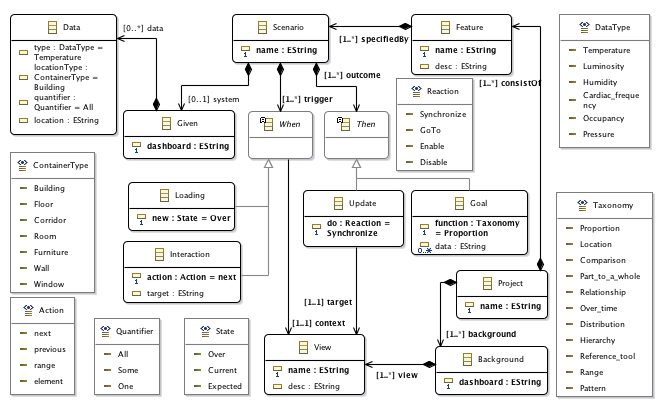 Data
type : DataType =
Temperature
locationType :
ContainerType =
Building
quantifier :
Quantifier = All
location : EString
[0..*] data
Scenario
name : EString
[1..*] specifiedBy
Feature
name : EString
desc : EString
[1..*] consistOf
DataType
Temperature
Luminosity
Humidity
Cardiac_freque
ncy
Occupancy
Pressure
[0..1] system
[1..*] trigger
[1..*] outcome
Reaction
Synchronize
GoTo
Enable
Disable
Given
dashboard : EString
When
Then
ContainerType
Building
Floor
Corridor
Room
Furniture
Wall
Window
Loading
new : State = Over
Interaction
action : Action = next
target : EString
Update
do : Reaction =
Synchronize
Goal
function : Taxonomy
= Proportion
0..*
data : EString
Taxonomy
Proportion
Location
Comparison
Part_to_a_whole
Relationship
Over_time
Distribution
Hierarchy
Reference_tool
Range
Pattern
Project
name : EString
[1..1] target
[1..1] context
[1..*] background
Action
next
previous
range
element
Quantifier
All
Some
One
State
Over
Current
Expected
View
name : EString
desc : EString
[1..*] view
Background
dashboard : EString